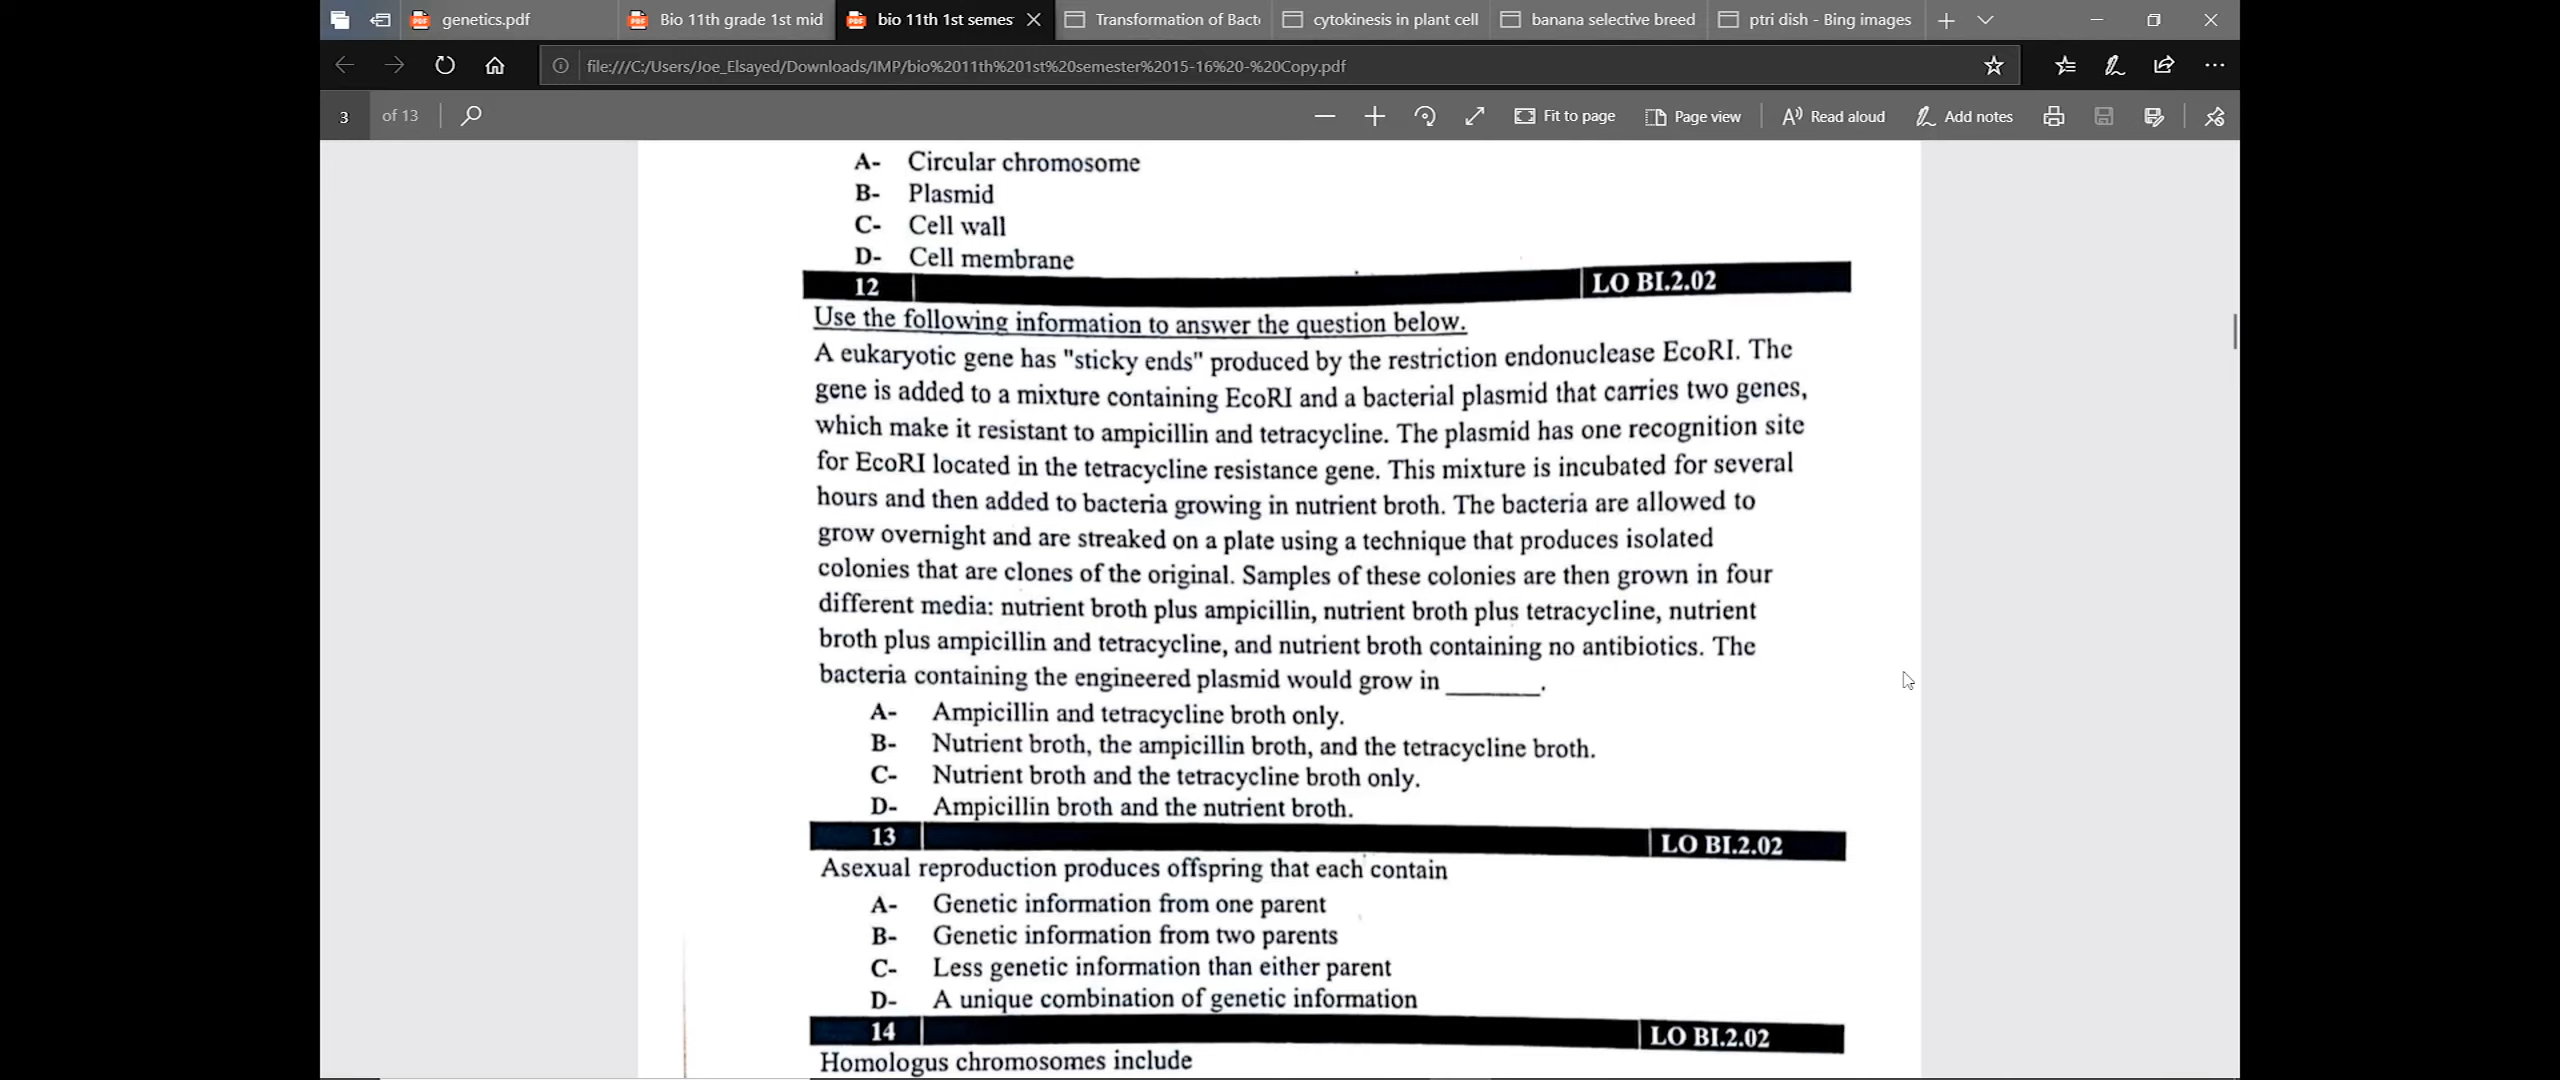 genetics.pdf
Bio 11th grade 1st mid
bio 11th 1st semes
Transformation of Bact
cytokinesis in plant cell
banana selective breed
ptri dish - Bing images
file:///C:/Users/Joe_Elsayed/Downloads/IMP/bio%2011th%201st%20semester%2015-16%20-%20Copy.pdf
3 of 13
Fit to page
Page view
Read aloud
Add notes
A- Circular chromosome
B- Plasmid
C- Cell wall
D- Cell membrane
12 LO BI.2.02
Use the following information to answer the question below.
A eukaryotic gene has "sticky ends" produced by the restriction endonuclease EcoRI. The
gene is added to a mixture containing EcoRI and a bacterial plasmid that carries two genes,
which make it resistant to ampicillin and tetracycline. The plasmid has one recognition site
for EcoRI located in the tetracycline resistance gene. This mixture is incubated for several
hours and then added to bacteria growing in nutrient broth. The bacteria are allowed to
grow overnight and are streaked on a plate using a technique that produces isolated
colonies that are clones of the original. Samples of these colonies are then grown in four
different media: nutrient broth plus ampicillin, nutrient broth plus tetracycline, nutrient
broth plus ampicillin and tetracycline, and nutrient broth containing no antibiotics. The
bacteria containing the engineered plasmid would grow in _______.
A- Ampicillin and tetracycline broth only.
B- Nutrient broth, the ampicillin broth, and the tetracycline broth.
C- Nutrient broth and the tetracycline broth only.
D- Ampicillin broth and the nutrient broth.
13 LO BI.2.02
Asexual reproduction produces offspring that each contain
A- Genetic information from one parent
B- Genetic information from two parents
C- Less genetic information than either parent
D- A unique combination of genetic information
14 LO BI.2.02
Homologus chromosomes include